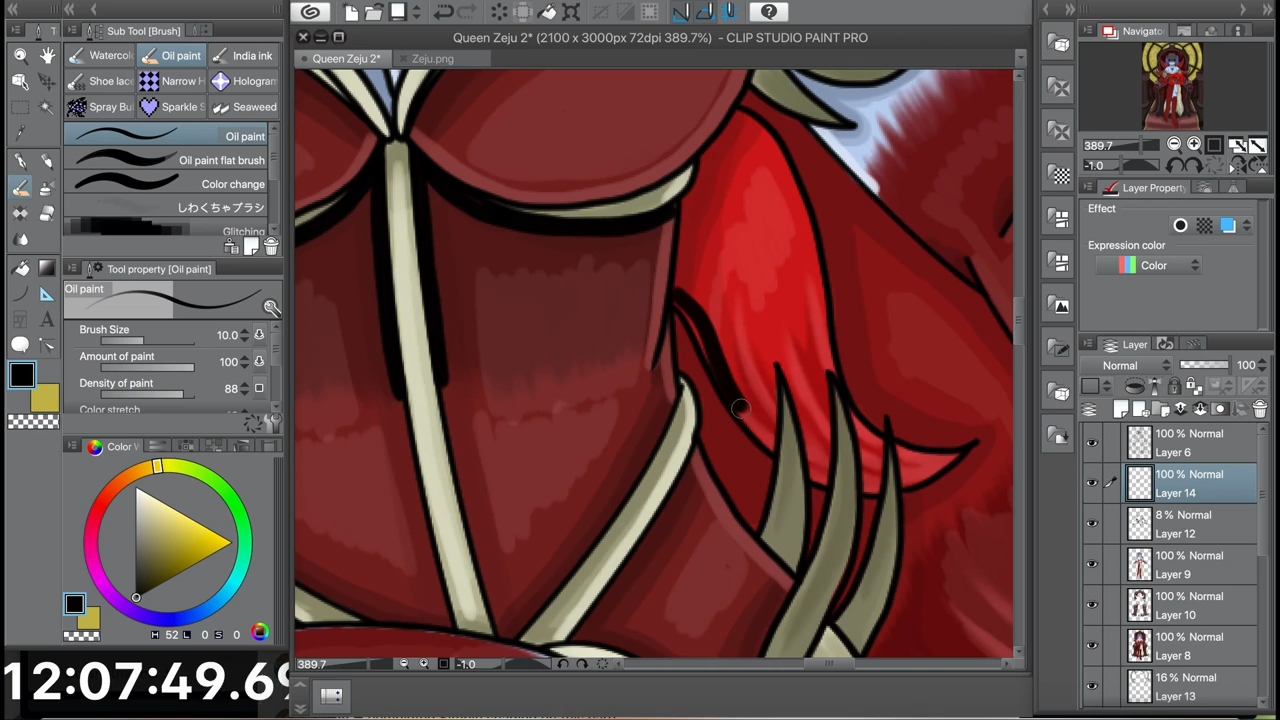 Sub Tool [Brush]
Queen Zeju 2* (2100 x 3000px 72dpi 389.7%) - CLIP STUDIO PAINT PRO
Navigator
Watercol
Oil paint
India ink
Queen Zeju 2*
Zeju.png
Shoe lace
Narrow H
Hologram
Spray Bu
Sparkle S
Seaweed
Oil paint
Oil paint flat brush
Color change
しわくちゃブラシ
Glitching
389.7
-1.0
Layer Property
Effect
Expression color
Color
Tool property [Oil paint]
Oil paint
Brush Size
10.0
Amount of paint
100
Density of paint
88
Color stretch
Layer
Normal
100
100 % Normal
Layer 6
100 % Normal
Layer 14
8 % Normal
Layer 12
100 % Normal
Layer 9
100 % Normal
Layer 10
100 % Normal
Layer 8
16 % Normal
Layer 13
Color
H 52 L 0 S 0
389.7
-1.0
12:07:49.69